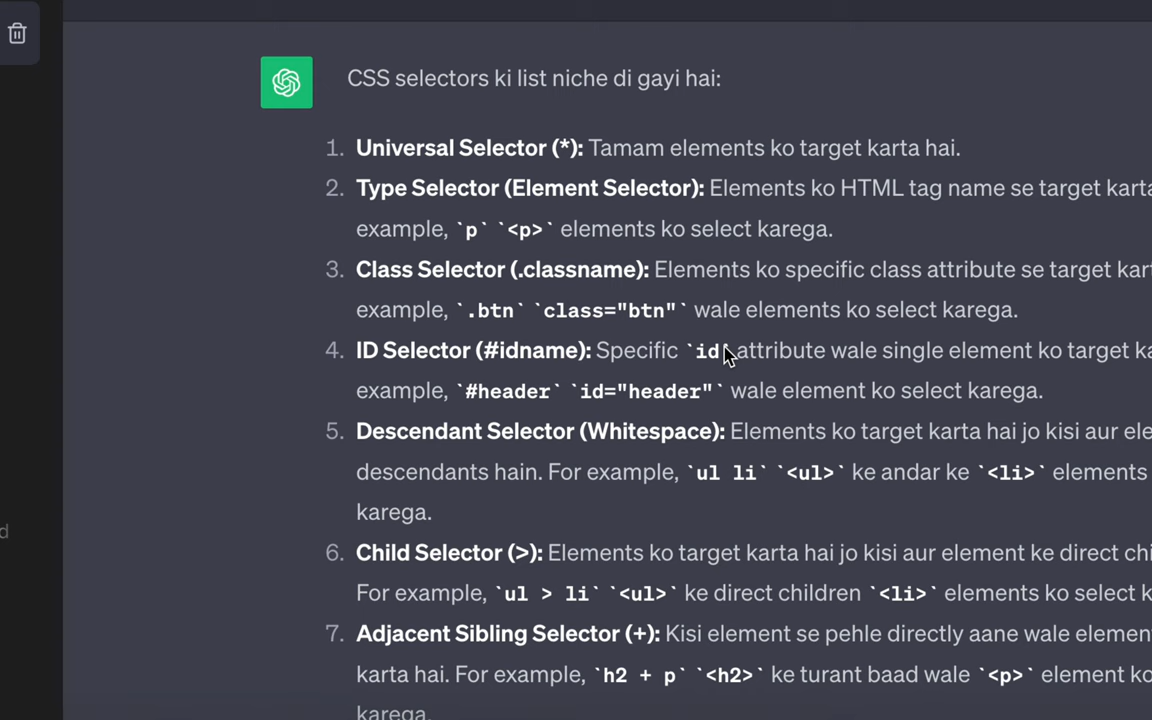 CSS selectors ki list niche di gayi hai:
1. Universal Selector (*): Tamam elements ko target karta hai.
2. Type Selector (Element Selector): Elements ko HTML tag name se target karta
example, `p` `<p>` elements ko select karega.
3. Class Selector (.classname): Elements ko specific class attribute se target
example, `.btn` `class="btn"` wale elements ko select karega.
4. ID Selector (#idname): Specific `id` attribute wale single element ko target
example, `#header` `id="header"` wale element ko select karega.
5. Descendant Selector (Whitespace): Elements ko target karta hai jo kisi aur
descendants hain. For example, `ul li` `<ul>` ke andar ke `<li>` elements
karega.
6. Child Selector (>): Elements ko target karta hai jo kisi aur element ke direct
For example, `ul > li` `<ul>` ke direct children `<li>` elements ko select
7. Adjacent Sibling Selector (+): Kisi element se pehle directly aane wale
karta hai. For example, `h2 + p` `<h2>` ke turant baad wale `<p>` element ko
karega.